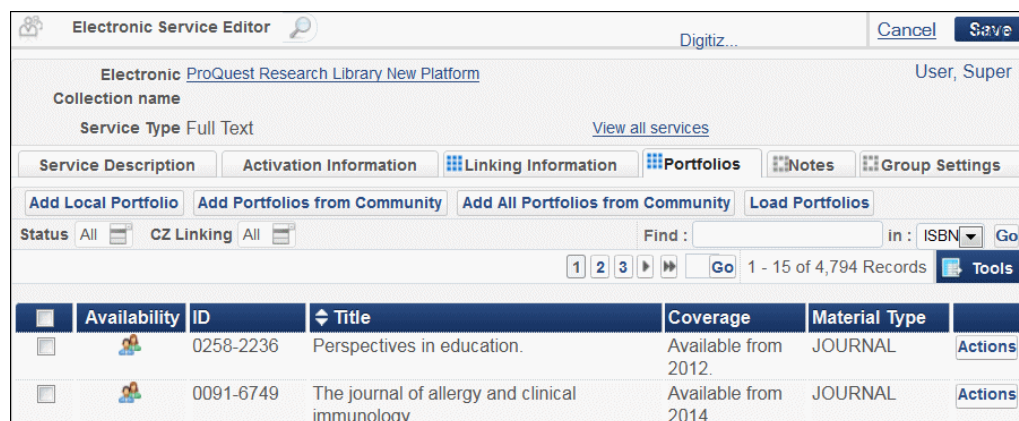 Electronic Service Editor
Digitiz...
Cancel Save
Electronic Collection name ProQuest Research Library New Platform
User, Super
Service Type Full Text View all services
Service Description Activation Information Linking Information Portfolios Notes Group Settings
Add Local Portfolio Add Portfolios from Community Add All Portfolios from Community Load Portfolios
Status All CZ Linking All Find : in : ISBN Go
1 2 3 Go 1 - 15 of 4,794 Records Tools
Availability ID Title Coverage Material Type
0258-2236 Perspectives in education. Available from 2012. JOURNAL Actions
0091-6749 The journal of allergy and clinical immunology Available from 2014 JOURNAL Actions